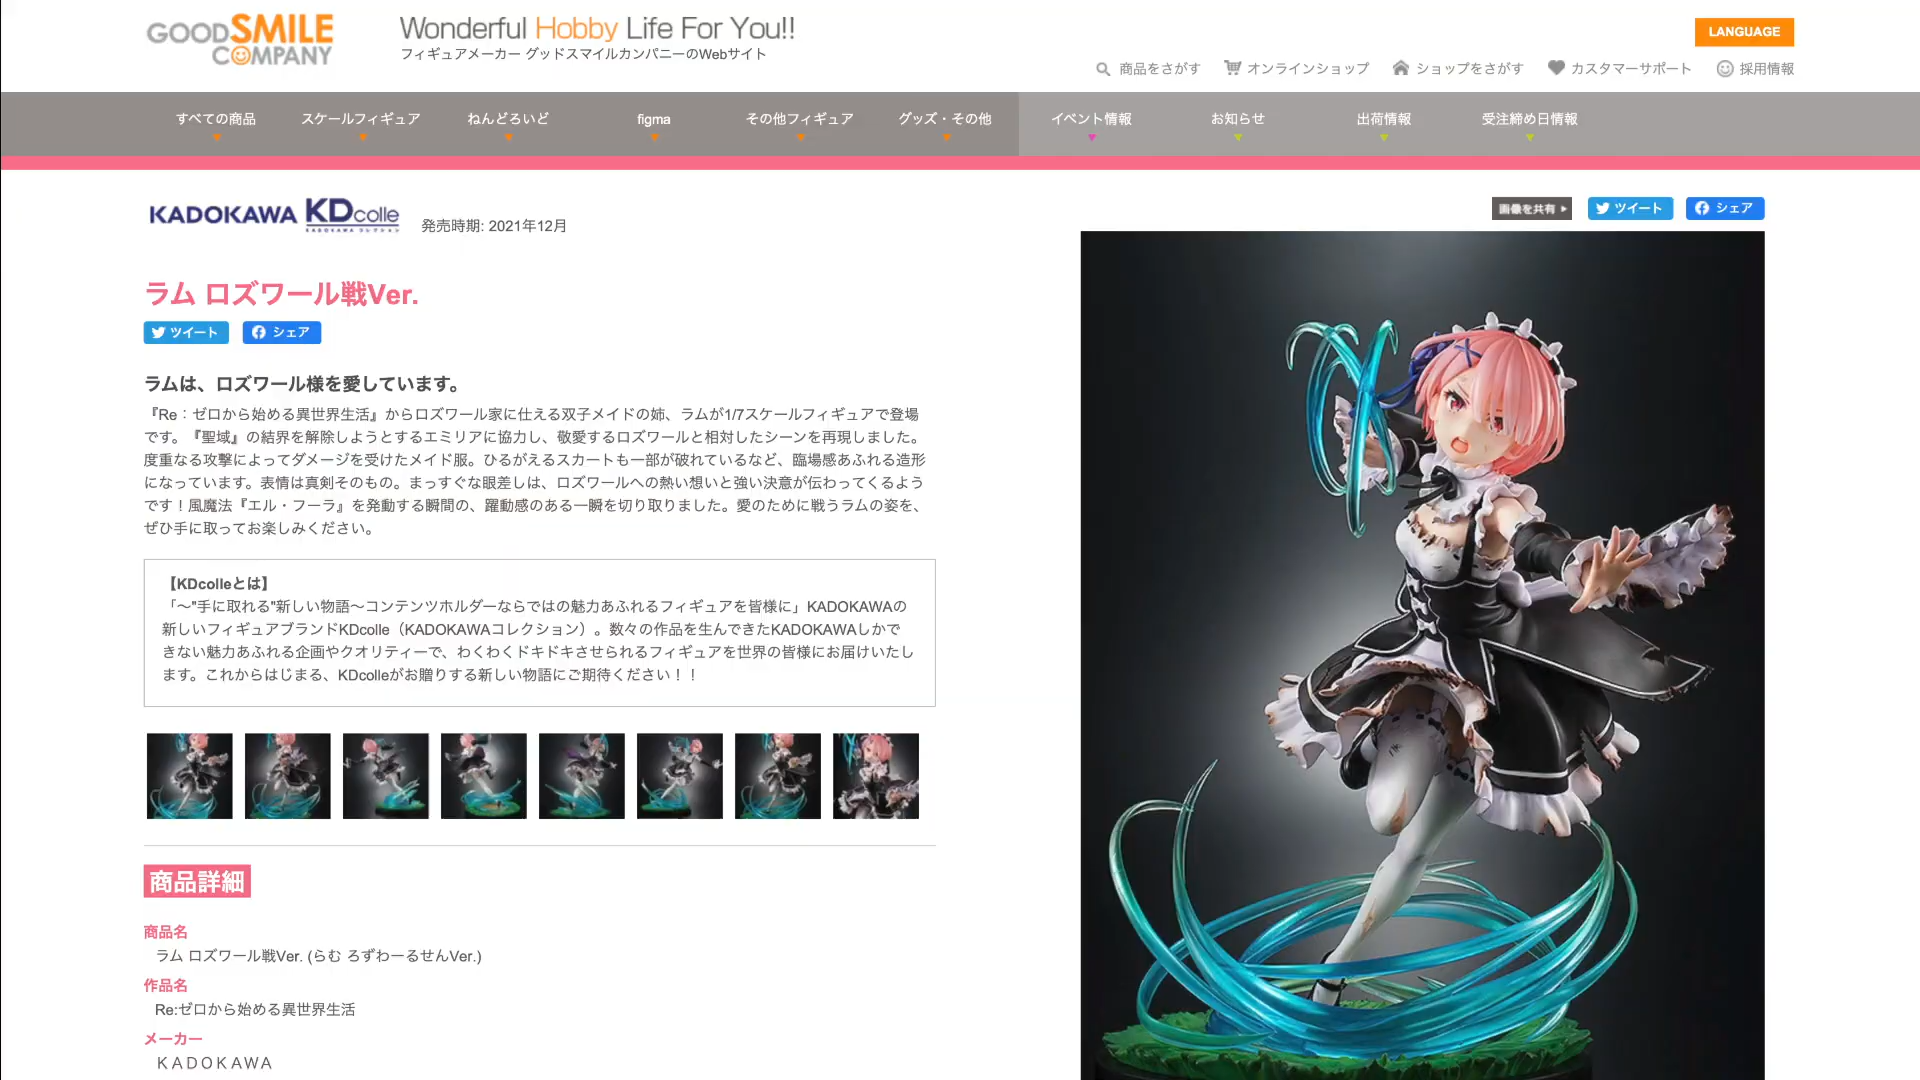 GOODSMILE
COMPANY
Wonderful Hobby Life For You!!
フィギュアメーカー グッドスマイルカンパニーのWebサイト
LANGUAGE
商品をさがす
オンラインショップ
ショップをさがす
カスタマーサポート
採用情報
すべての商品
スケールフィギュア
ねんどろいど
figma
その他フィギュア
グッズ・その他
イベント情報
お知らせ
出荷情報
受注締め日情報
KADOKAWA KDcolle
KADOKAWA コレクション
発売時期: 2021年12月
画像を共有
ツイート
シェア
ラム ロズワール戦Ver.
ツイート
シェア
ラムは、ロズワール様を愛しています。
『Re：ゼロから始める異世界生活』からロズワール家に仕える双子メイドの姉、ラムが1/7スケールフィギュアで登場
です。『聖域』の結界を解除しようとするエミリアに協力し、敬愛するロズワールと相対したシーンを再現しました。
度重なる攻撃によってダメージを受けたメイド服。ひるがえるスカートも一部が破れているなど、臨場感あふれる造形
になっています。表情は真剣そのもの。まっすぐな眼差しは、ロズワールへの熱い想いと強い決意が伝わってくるよう
です！風魔法『エル・フーラ』を発動する瞬間の、躍動感のある一瞬を切り取りました。愛のために戦うラムの姿を、
ぜひ手に取ってお楽しみください。
【KDcolleとは】
「～"手に取れる"新しい物語～コンテンツホルダーならではの魅力あふれるフィギュアを皆様に」KADOKAWAの
新しいフィギュアブランドKDcolle（KADOKAWAコレクション）。数々の作品を生んできたKADOKAWAしかで
きない魅力あふれる企画やクオリティーで、わくわくドキドキさせられるフィギュアを世界の皆様にお届けいたし
ます。これからはじまる、KDcolleがお贈りする新しい物語にご期待ください！！
商品詳細
商品名
ラム ロズワール戦Ver. (らむ ろずわーるせんVer.)
作品名
Re:ゼロから始める異世界生活
メーカー
ＫＡＤＯＫＡＷＡ